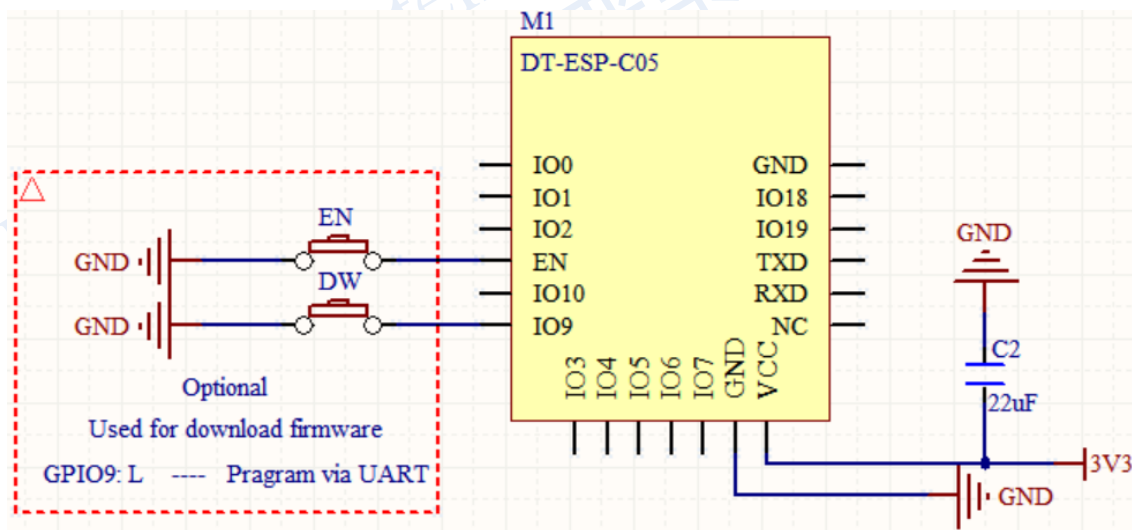 M1
DT-ESP-C05
IO0
IO1
IO2
EN
IO10
IO9
GND
IO18
IO19
TXD
RXD
NC
IO3
IO4
IO5
IO6
IO7
GND
VCC
EN
GND
DW
GND
Optional
Used for download firmware
GPIO9: L ---- Pragram via UART
GND
C2
22uF
3V3
GND